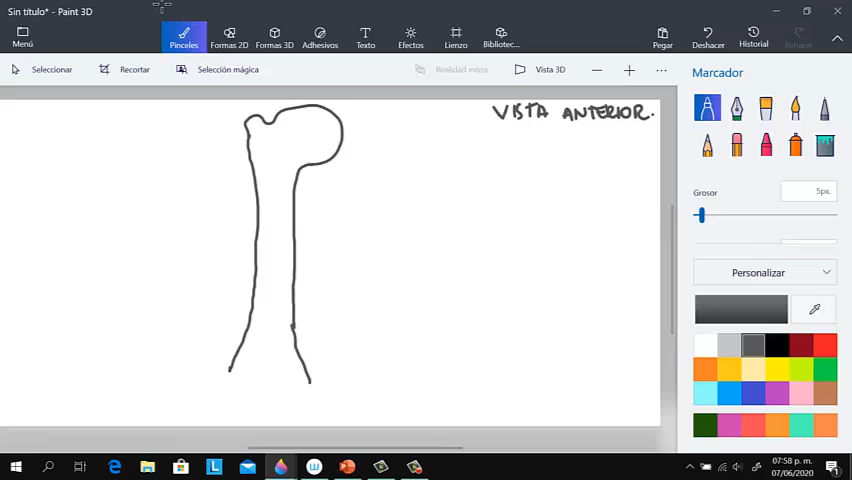 Sin título* - Paint 3D
Menú
Pinceles
Formas 2D
Formas 3D
Adhesivos
Texto
Efectos
Lienzo
Bibliotec...
Pegar
Deshacer
Historial
Rehacer
Seleccionar
Recortar
Selección mágica
Realidad mixta
Vista 3D
Marcador
VISTA ANTERIOR.
Grosor
5px.
Personalizar
07:58 p. m.
07/06/2020